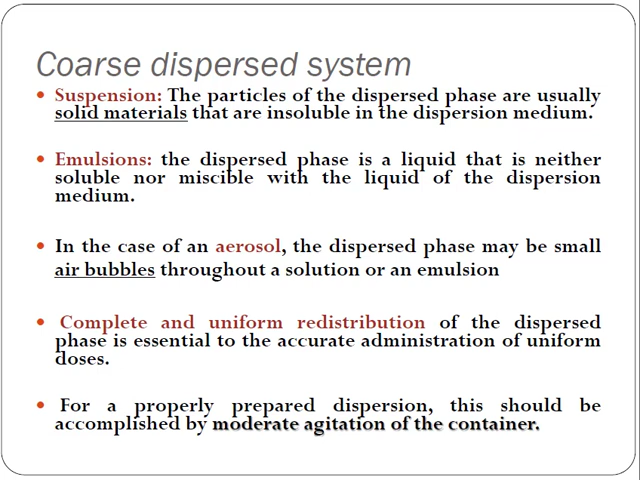 Coarse dispersed system
• Suspension: The particles of the dispersed phase are usually
solid materials that are insoluble in the dispersion medium.
• Emulsions: the dispersed phase is a liquid that is neither
soluble nor miscible with the liquid of the dispersion
medium.
• In the case of an aerosol, the dispersed phase may be small
air bubbles throughout a solution or an emulsion
• Complete and uniform redistribution of the dispersed
phase is essential to the accurate administration of uniform
doses.
• For a properly prepared dispersion, this should be
accomplished by moderate agitation of the container.